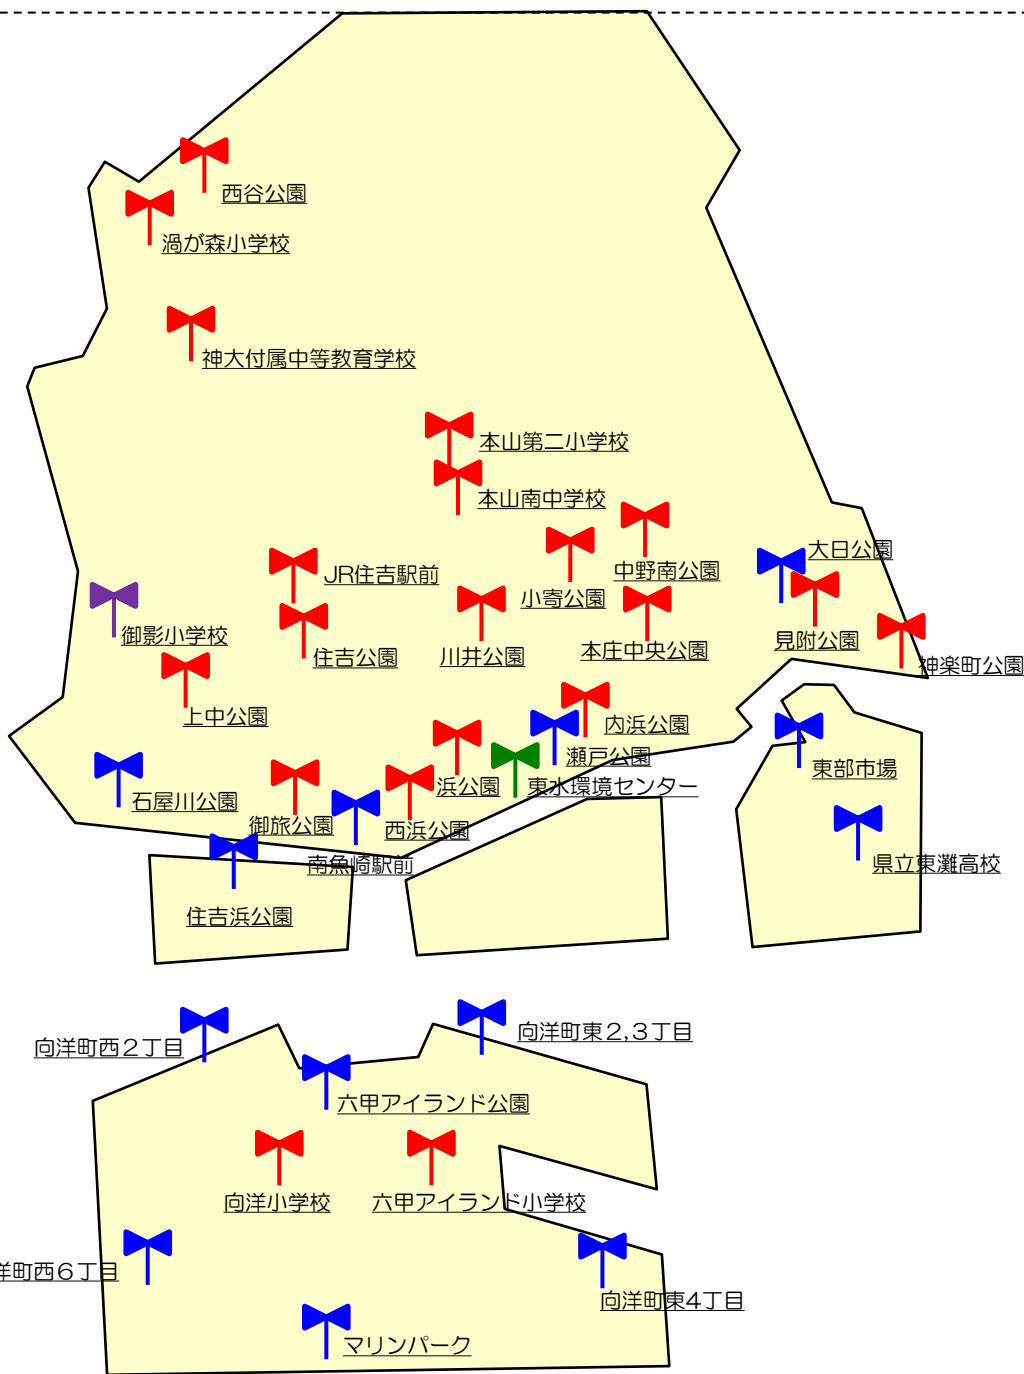 西谷公園
渦が森小学校
神大付属中等教育学校
本山第二小学校
本山南中学校
大日公園
中野南公園
JR住吉駅前
小寄公園
御影小学校
見附公園
本庄中央公園
住吉公園
川井公園
神楽町公園
上中公園
内浜公園
瀬戸公園
東部市場
浜公園
東水環境センター
石屋川公園
御旅公園
西浜公園
南魚崎駅前
県立東灘高校
住吉浜公園
向洋町東2,3丁目
向洋町西２丁目
六甲アイランド公園
向洋小学校
六甲アイランド小学校
洋町西６丁目
向洋町東4丁目
マリンパーク